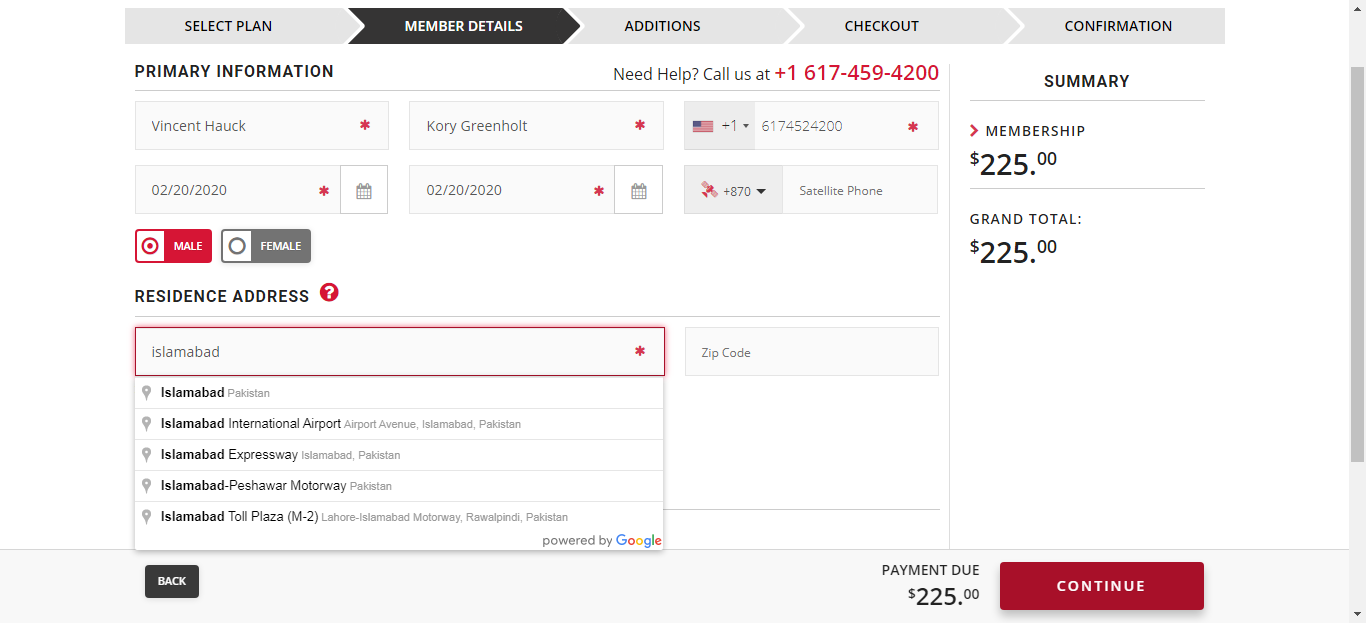 SELECT PLAN
MEMBER DETAILS
ADDITIONS
CHECKOUT
CONFIRMATION
PRIMARY INFORMATION
Need Help? Call us at +1 617-459-4200
Vincent Hauck *
Kory Greenholt *
+1 6174524200 *
02/20/2020 *
02/20/2020 *
+870 Satellite Phone
MALE
FEMALE
RESIDENCE ADDRESS ?
islamabad *
Zip Code
Islamabad Pakistan
Islamabad International Airport Airport Avenue, Islamabad, Pakistan
Islamabad Expressway Islamabad, Pakistan
Islamabad-Peshawar Motorway Pakistan
Islamabad Toll Plaza (M-2) Lahore-Islamabad Motorway, Rawalpindi, Pakistan
powered by Google
SUMMARY
MEMBERSHIP
$225.00
GRAND TOTAL:
$225.00
BACK
PAYMENT DUE
$225.00
CONTINUE